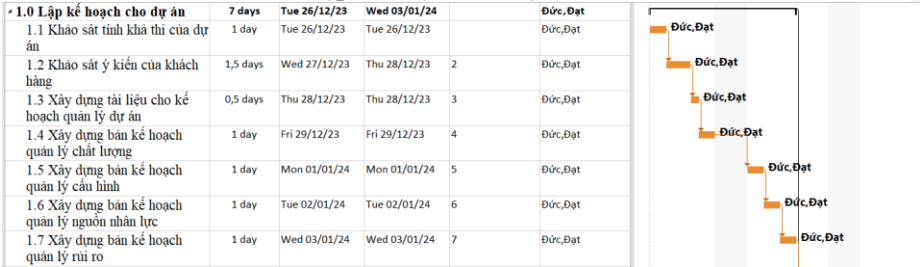 1.0 Lập kế hoạch cho dự án 7 days Tue 26/12/23 Wed 03/01/24 Đức,Đạt
1.1 Khảo sát tính khả thi của dự án 1 day Tue 26/12/23 Tue 26/12/23 Đức,Đạt Đức,Đạt
1.2 Khảo sát ý kiến của khách hàng 1,5 days Wed 27/12/23 Thu 28/12/23 2 Đức,Đạt Đức,Đạt
1.3 Xây dựng tài liệu cho kế hoạch quản lý dự án 0,5 days Thu 28/12/23 Thu 28/12/23 3 Đức,Đạt Đức,Đạt
1.4 Xây dựng bản kế hoạch quản lý chất lượng 1 day Fri 29/12/23 Fri 29/12/23 4 Đức,Đạt Đức,Đạt
1.5 Xây dựng bản kế hoạch quản lý cấu hình 1 day Mon 01/01/24 Mon 01/01/24 5 Đức,Đạt Đức,Đạt
1.6 Xây dựng bản kế hoạch quản lý nguồn nhân lực 1 day Tue 02/01/24 Tue 02/01/24 6 Đức,Đạt Đức,Đạt
1.7 Xây dựng bản kế hoạch quản lý rủi ro 1 day Wed 03/01/24 Wed 03/01/24 7 Đức,Đạt Đức,Đạt